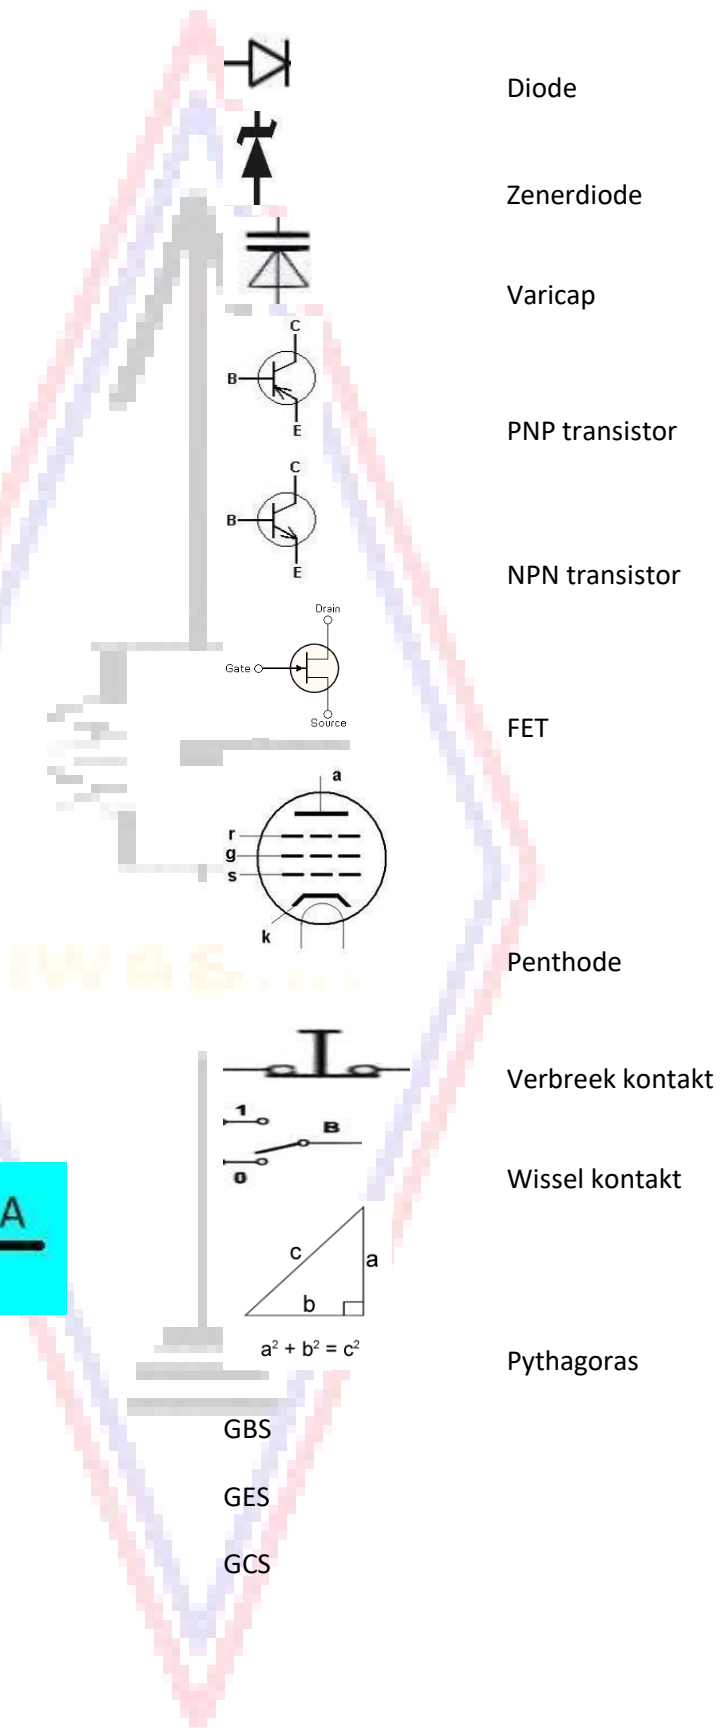 Diode
Zenerdiode
Varicap
C
B
E
PNP transistor
C
B
E
NPN transistor
Drain
Gate
Source
FET
a
r
g
s
k
Penthode
Verbreek kontakt
1
B
0
Wissel kontakt
A
c
a
b
a² + b² = c²
Pythagoras
GBS
GES
GCS